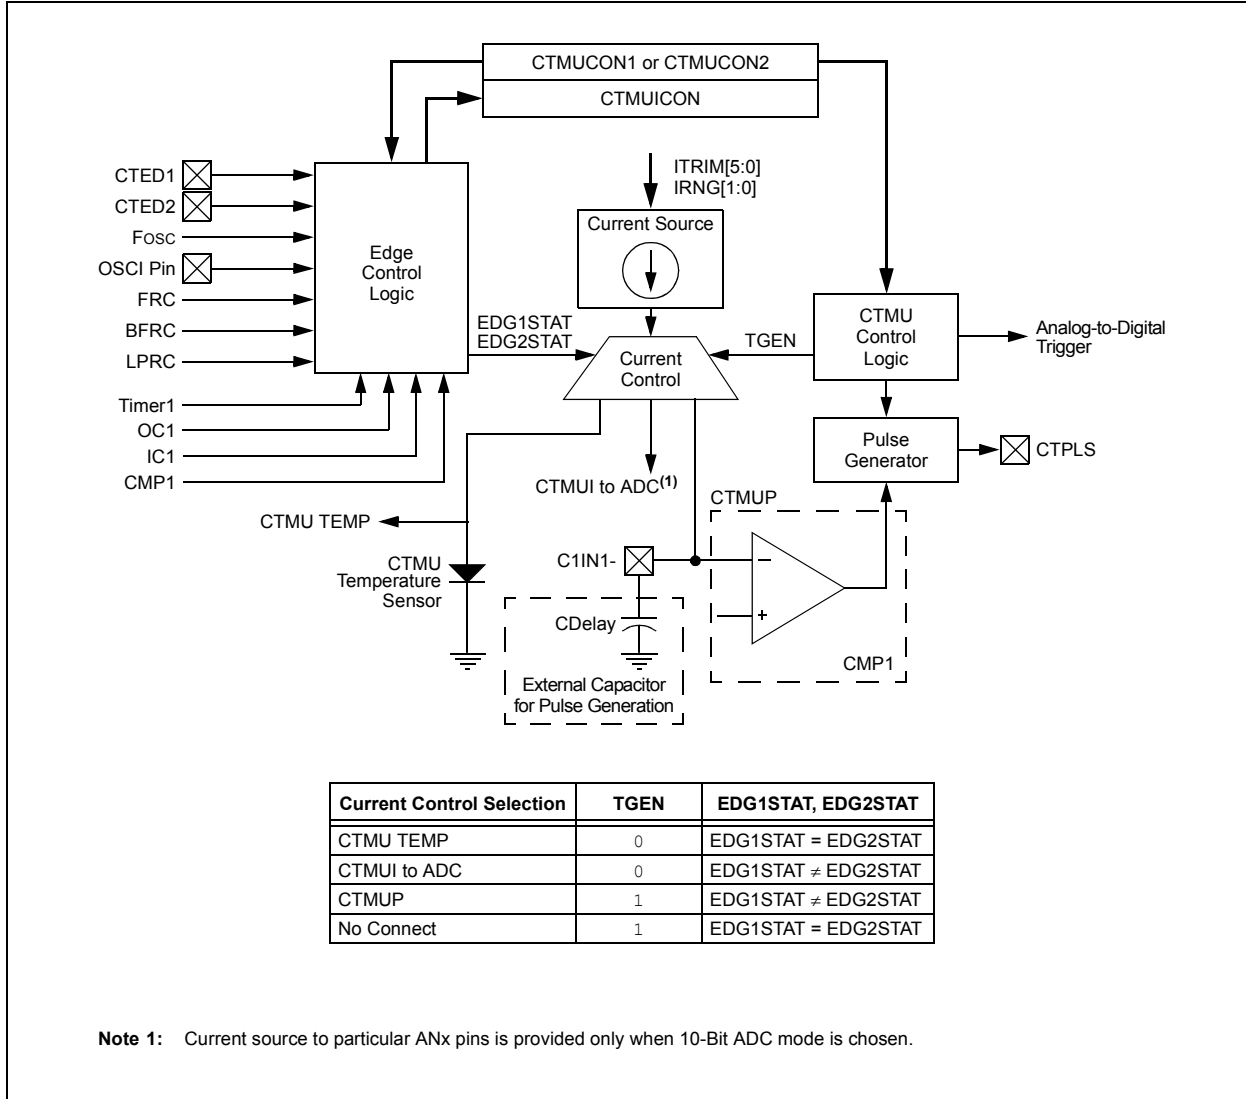 CTMUCON1 or CTMUCON2
CTMUICON
ITRIM[5:0]
IRNG[1:0]
CTED1
CTED2
FOSC
OSCI Pin
FRC
BFRC
LPRC
Timer1
OC1
IC1
CMP1
Edge
Control
Logic
Current Source
EDG1STAT
EDG2STAT
Current
Control
TGEN
CTMU
Control
Logic
Analog-to-Digital
Trigger
Pulse
Generator
CTPLS
CTMUI to ADC(1)
CTMUP
CTMU TEMP
CTMU
Temperature
Sensor
C1IN1-
CDelay
External Capacitor
for Pulse Generation
–
+
CMP1
Current Control Selection TGEN EDG1STAT, EDG2STAT
CTMU TEMP 0 EDG1STAT = EDG2STAT
CTMUI to ADC 0 EDG1STAT ≠ EDG2STAT
CTMUP 1 EDG1STAT ≠ EDG2STAT
No Connect 1 EDG1STAT = EDG2STAT
Note 1: Current source to particular ANx pins is provided only when 10-Bit ADC mode is chosen.